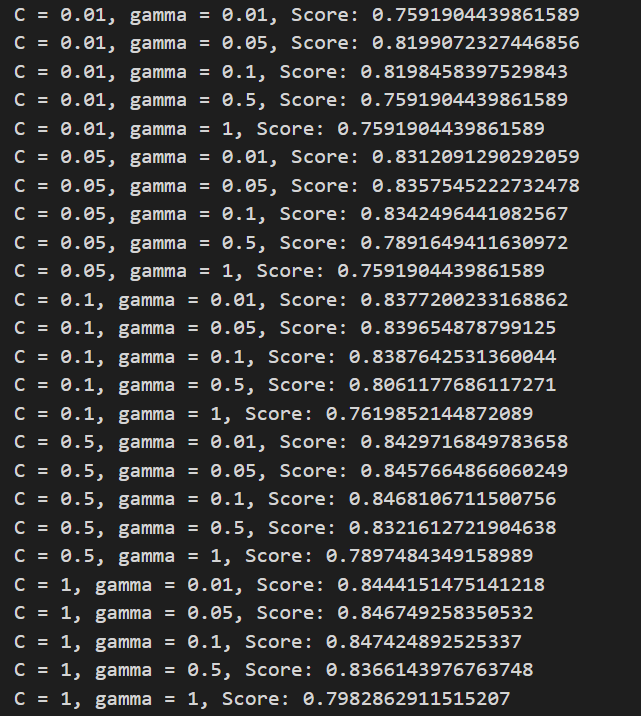 C = 0.01, gamma = 0.01, Score: 0.7591904439861589
C = 0.01, gamma = 0.05, Score: 0.8199072327446856
C = 0.01, gamma = 0.1, Score: 0.8198458397529843
C = 0.01, gamma = 0.5, Score: 0.7591904439861589
C = 0.01, gamma = 1, Score: 0.7591904439861589
C = 0.05, gamma = 0.01, Score: 0.8312091290292059
C = 0.05, gamma = 0.05, Score: 0.8357545222732478
C = 0.05, gamma = 0.1, Score: 0.8342496441082567
C = 0.05, gamma = 0.5, Score: 0.7891649411630972
C = 0.05, gamma = 1, Score: 0.7591904439861589
C = 0.1, gamma = 0.01, Score: 0.8377200233168862
C = 0.1, gamma = 0.05, Score: 0.839654878799125
C = 0.1, gamma = 0.1, Score: 0.8387642531360044
C = 0.1, gamma = 0.5, Score: 0.8061177686117271
C = 0.1, gamma = 1, Score: 0.7619852144872089
C = 0.5, gamma = 0.01, Score: 0.8429716849783658
C = 0.5, gamma = 0.05, Score: 0.8457664866060249
C = 0.5, gamma = 0.1, Score: 0.8468106711500756
C = 0.5, gamma = 0.5, Score: 0.8321612721904638
C = 0.5, gamma = 1, Score: 0.7897484349158989
C = 1, gamma = 0.01, Score: 0.8444151475141218
C = 1, gamma = 0.05, Score: 0.846749258350532
C = 1, gamma = 0.1, Score: 0.847424892525337
C = 1, gamma = 0.5, Score: 0.8366143976763748
C = 1, gamma = 1, Score: 0.7982862911515207